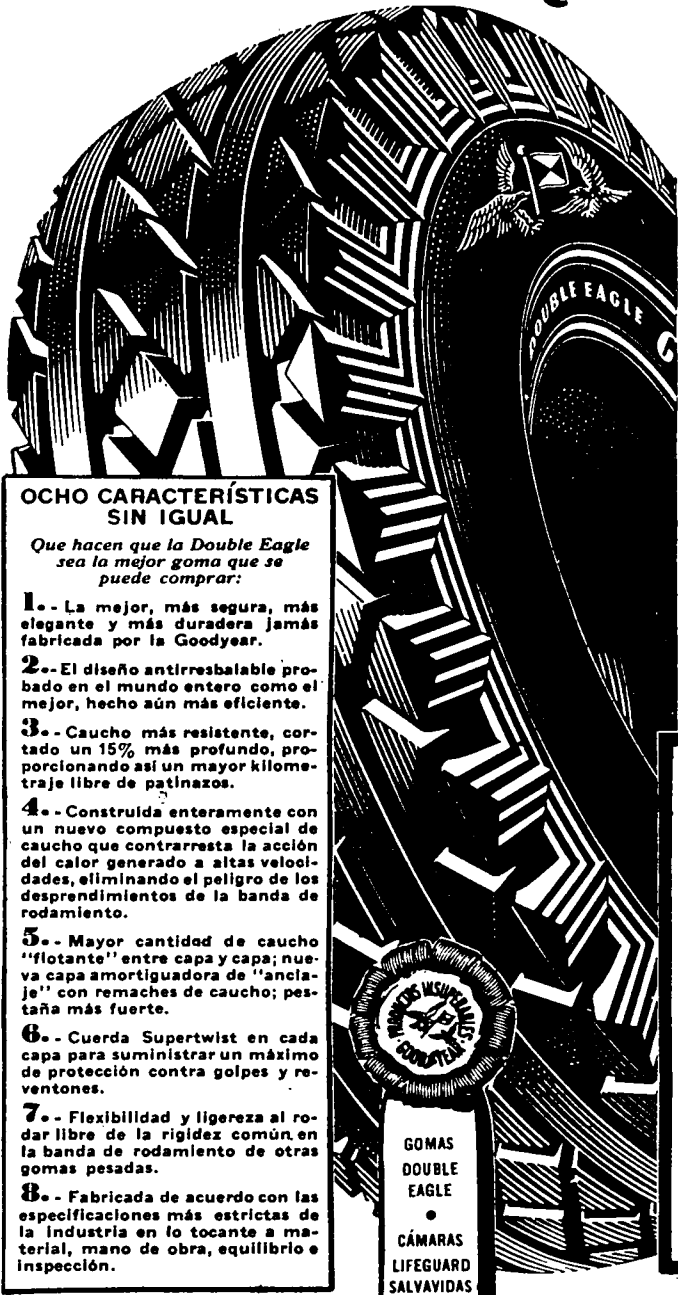 DOUBLE EAGLE
OCHO CARACTERÍSTICAS
SIN IGUAL
Que hacen que la Double Eagle
sea la mejor goma que se
puede comprar:
1. - La mejor, más segura, más
elegante y más duradera jamás
fabricada por la Goodyear.
2. - El diseño antirresbalable pro-
bado en el mundo entero como el
mejor, hecho aún más eficiente.
3. - Caucho más resistente, cor-
tado un 15% más profundo, pro-
porcionando así un mayor kilome-
traje libre de patinazos.
4. - Construída enteramente con
un nuevo compuesto especial de
caucho que contrarresta la acción
del calor generado a altas veloci-
dades, eliminando el peligro de los
desprendimientos de la banda de
rodamiento.
5. - Mayor cantidad de caucho
"flotante" entre capa y capa; nue-
va capa amortiguadora de "ancla-
je" con remaches de caucho; pes-
taña más fuerte.
6. - Cuerda Supertwist en cada
capa para suministrar un máximo
de protección contra golpes y re-
ventones.
7. - Flexibilidad y ligereza al ro-
dar libre de la rigidez común en
la banda de rodamiento de otras
gomas pesadas.
8. - Fabricada de acuerdo con las
especificaciones más estrictas de
la industria en lo tocante a ma-
terial, mano de obra, equilibrio e
inspección.
PRODUCTOS INSUPERABLES
GOODYEAR
GOMAS
DOUBLE
EAGLE
•
CÁMARAS
LIFEGUARD
SALVAVIDAS